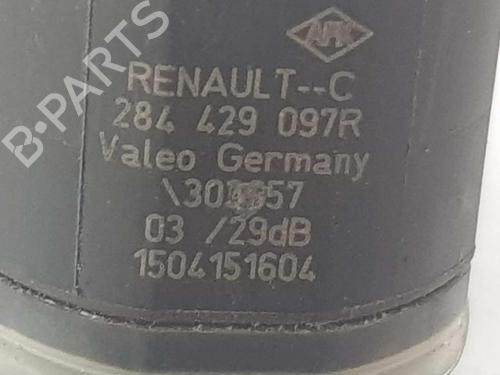 RENAULT--C
284 429 097R
Valeo Germany
03 /29dB
1504151604
B-PARTS